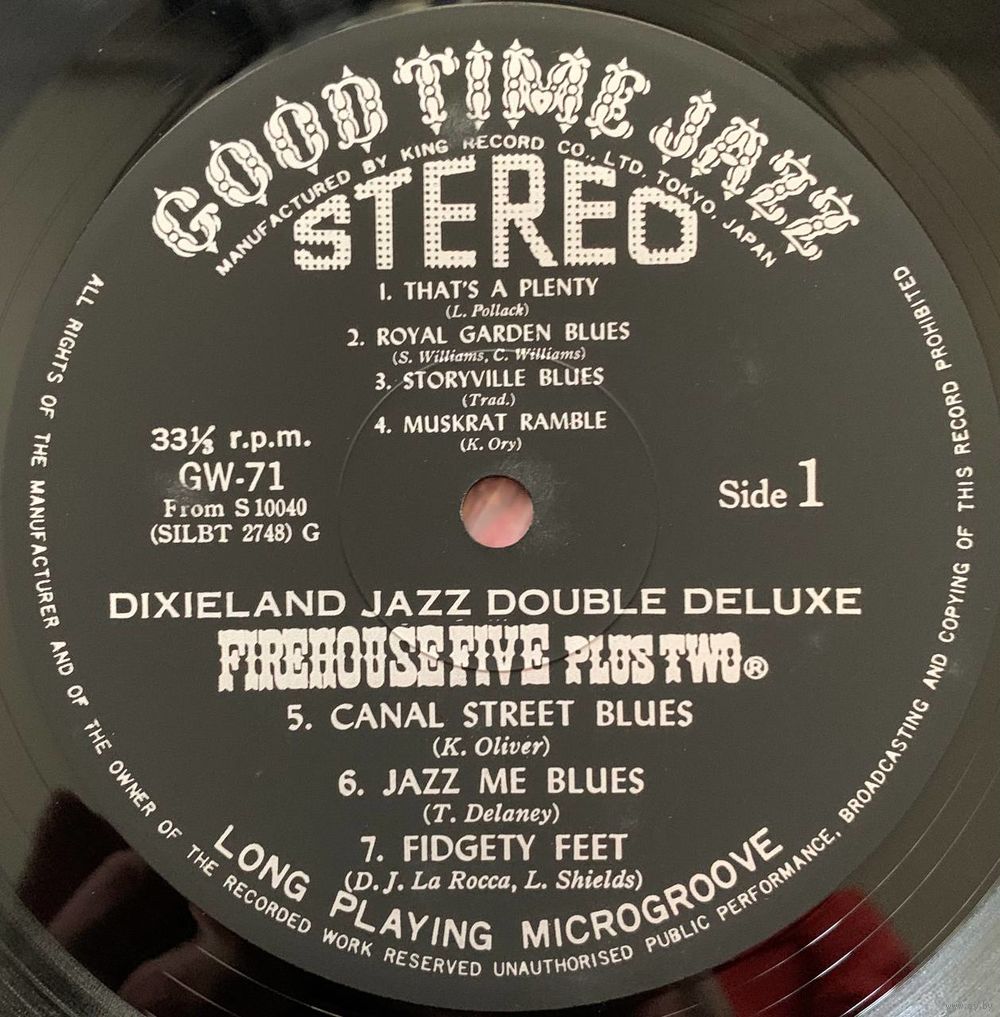 GOOD TIME JAZZ
MANUFACTURED BY KING RECORD CO., LTD. TOKYO. JAPAN
STEREO
1. THAT'S A PLENTY
(L. Pollack)
2. ROYAL GARDEN BLUES
(S. Williams, C. Williams)
3. STORYVILLE BLUES
(Trad.)
4. MUSKRAT RAMBLE
(K. Ory)
33⅓ r.p.m.
GW-71
From S 10040
(SILBT 2748) G
Side 1
DIXIELAND JAZZ DOUBLE DELUXE
FIREHOUSE FIVE PLUS TWO®
5. CANAL STREET BLUES
(K. Oliver)
6. JAZZ ME BLUES
(T. Delaney)
7. FIDGETY FEET
(D. J. La Rocca, L. Shields)
LONG PLAYING MICROGROOVE
ALL RIGHTS OF THE MANUFACTURER AND OF THE OWNER OF THE RECORDED WORK RESERVED UNAUTHORISED PUBLIC PERFORMANCE, BROADCASTING AND COPYING OF THIS RECORD PROHIBITED